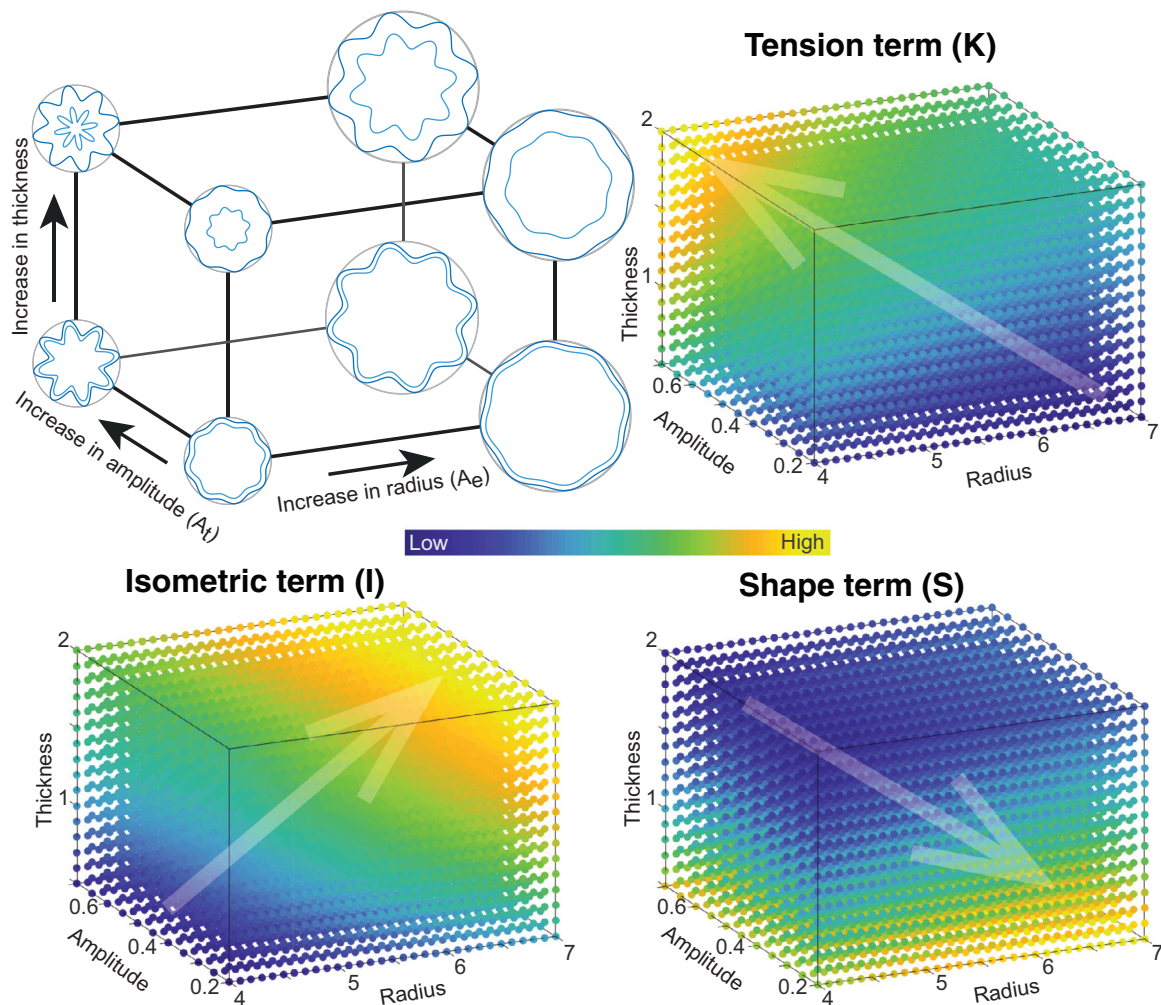 Increase in thickness
Increase in amplitude (At)
Increase in radius (Ae)
Tension term (K)
2
1
Thickness
0.6
0.4
0.2
Amplitude
4
5
6
7
Radius
Low
High
Isometric term (I)
2
1
Thickness
0.6
0.4
0.2
Amplitude
4
5
6
7
Radius
Shape term (S)
2
1
Thickness
0.6
0.4
0.2
Amplitude
4
5
6
7
Radius